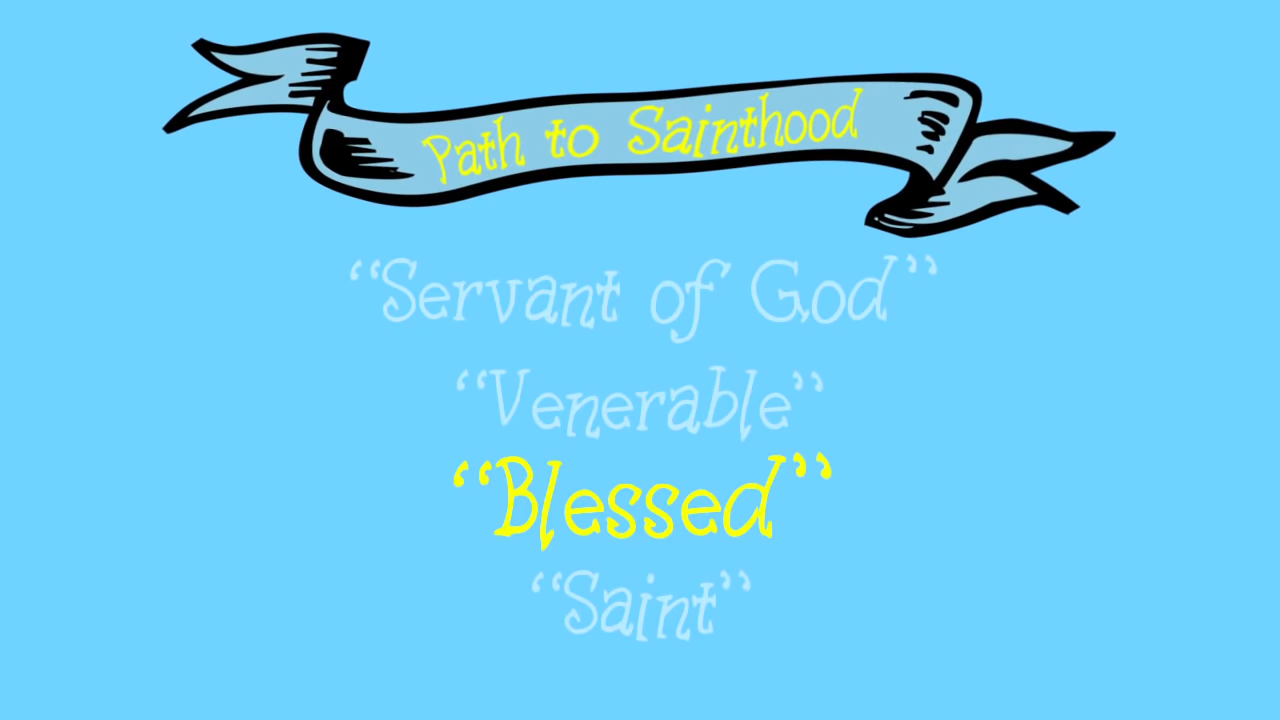 Path to Sainthood
“Servant of God”
“Venerable”
“Blessed”
“Saint”